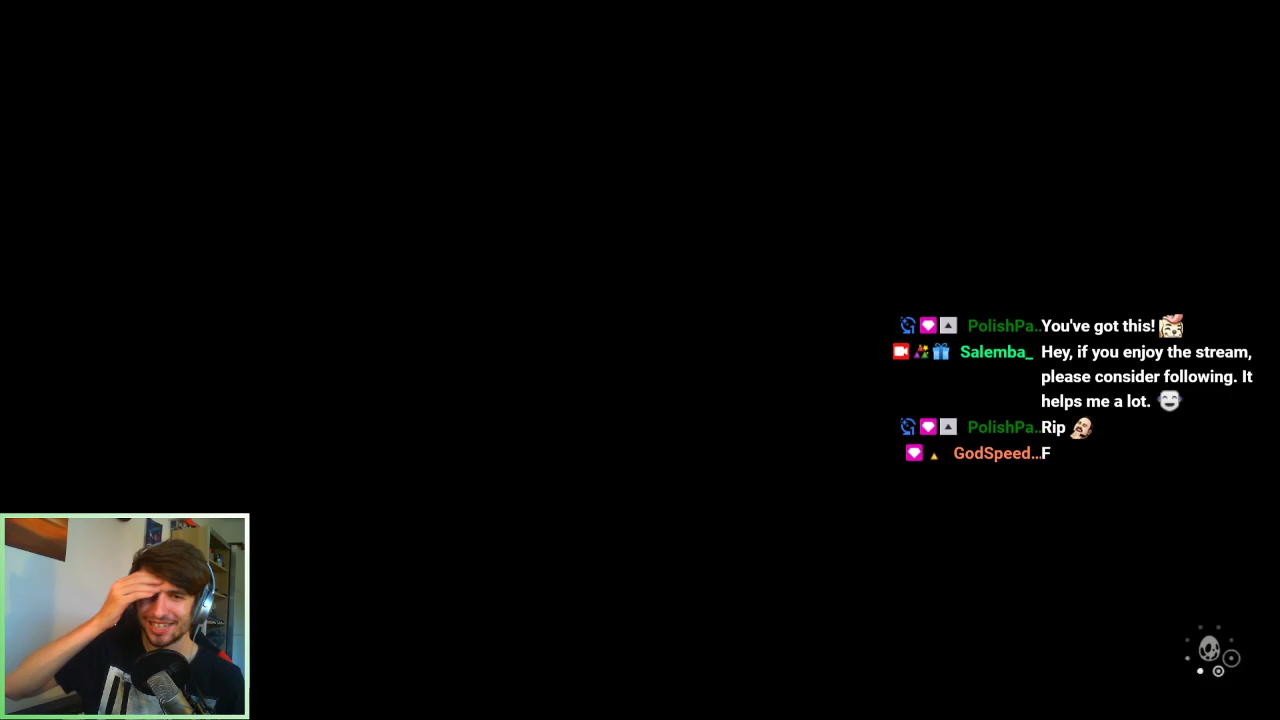 PolishPa.. You've got this!
Salemba_ Hey, if you enjoy the stream,
please consider following. It
helps me a lot.
PolishPa.. Rip
GodSpeed... F